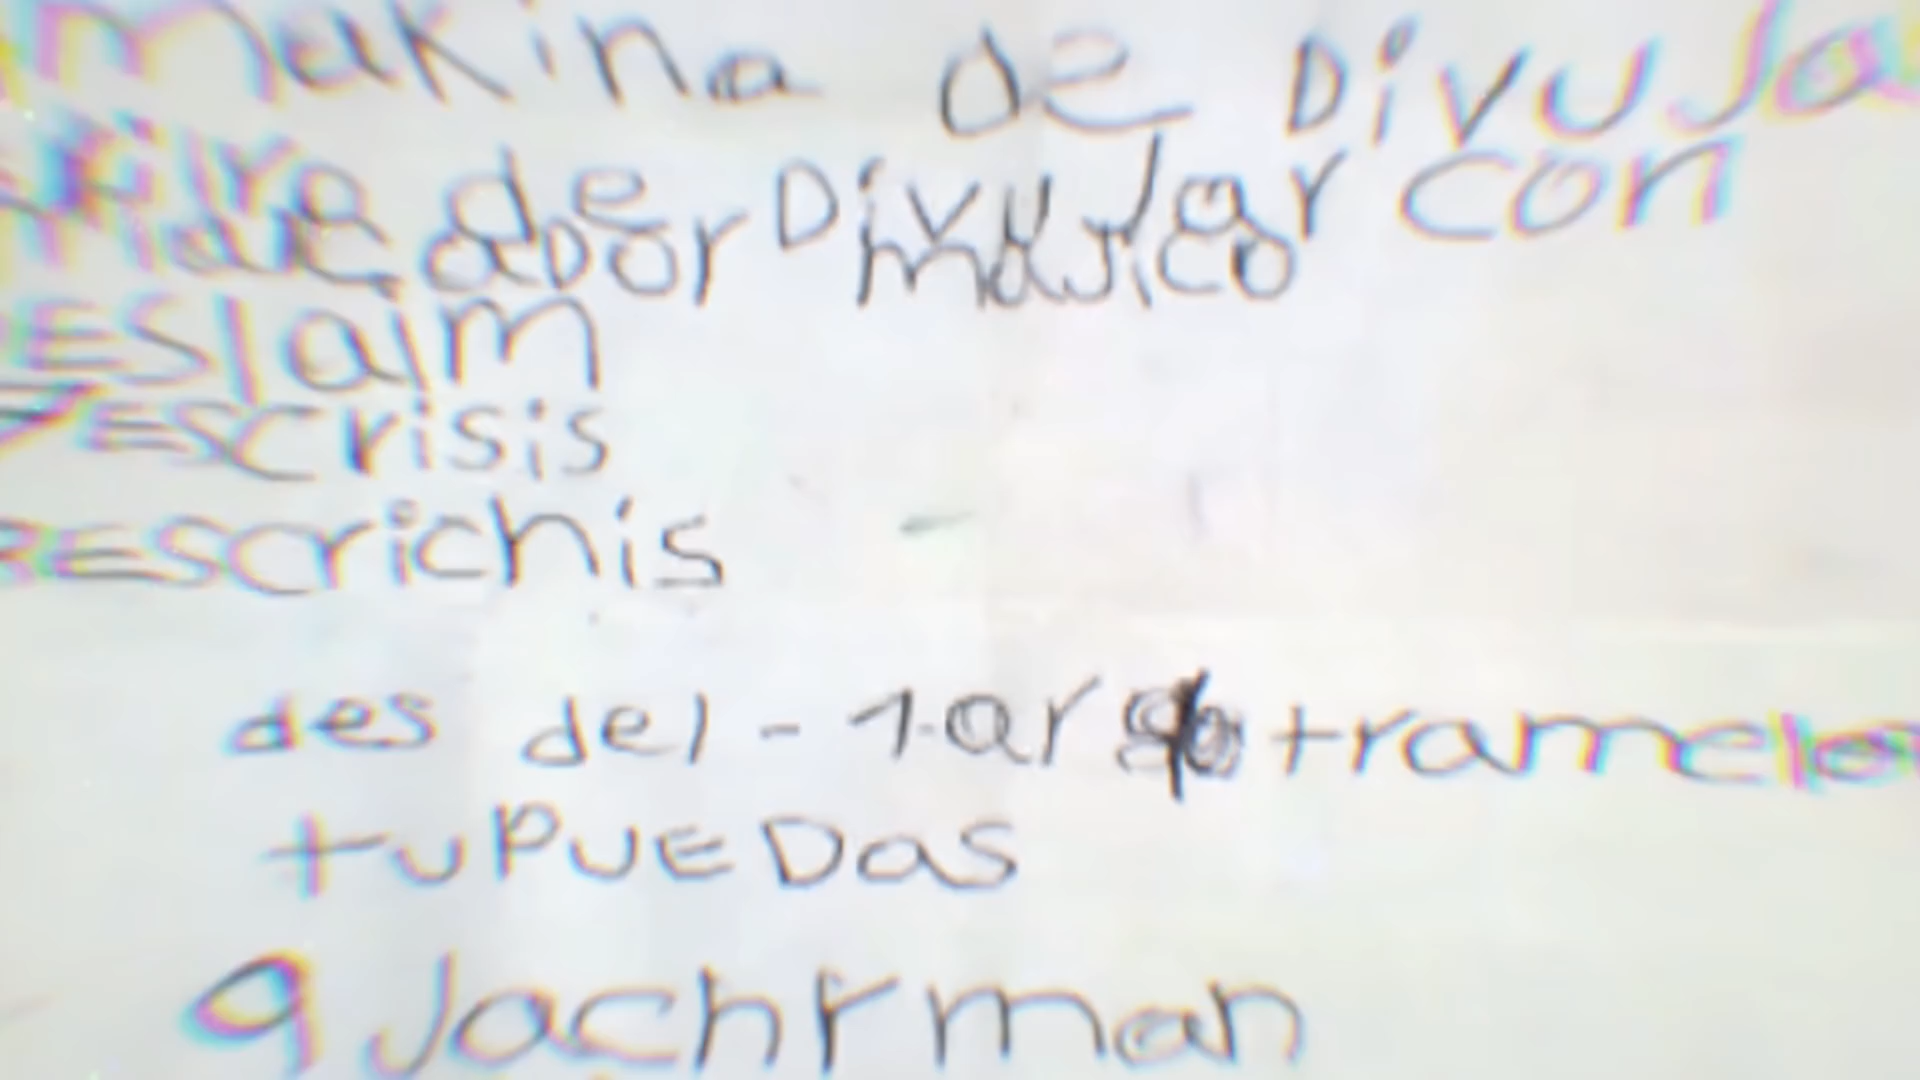 makina de Divuja
de Divujar con
ador majico
ESlaim
ESCrisis
ESCrichis
des del - 1.ar tramelo
tu PUEDas
9 Jachrman